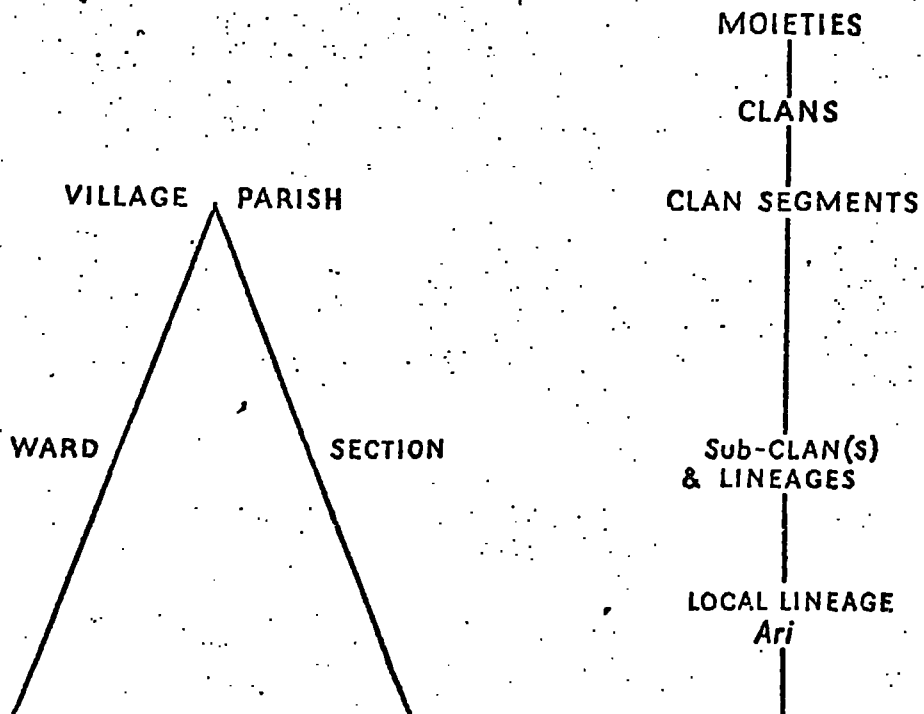 MOIETIES
CLANS
VILLAGE PARISH
CLAN SEGMENTS
WARD
SECTION
Sub-CLAN(S)
& LINEAGES
LOCAL LINEAGE
Ari